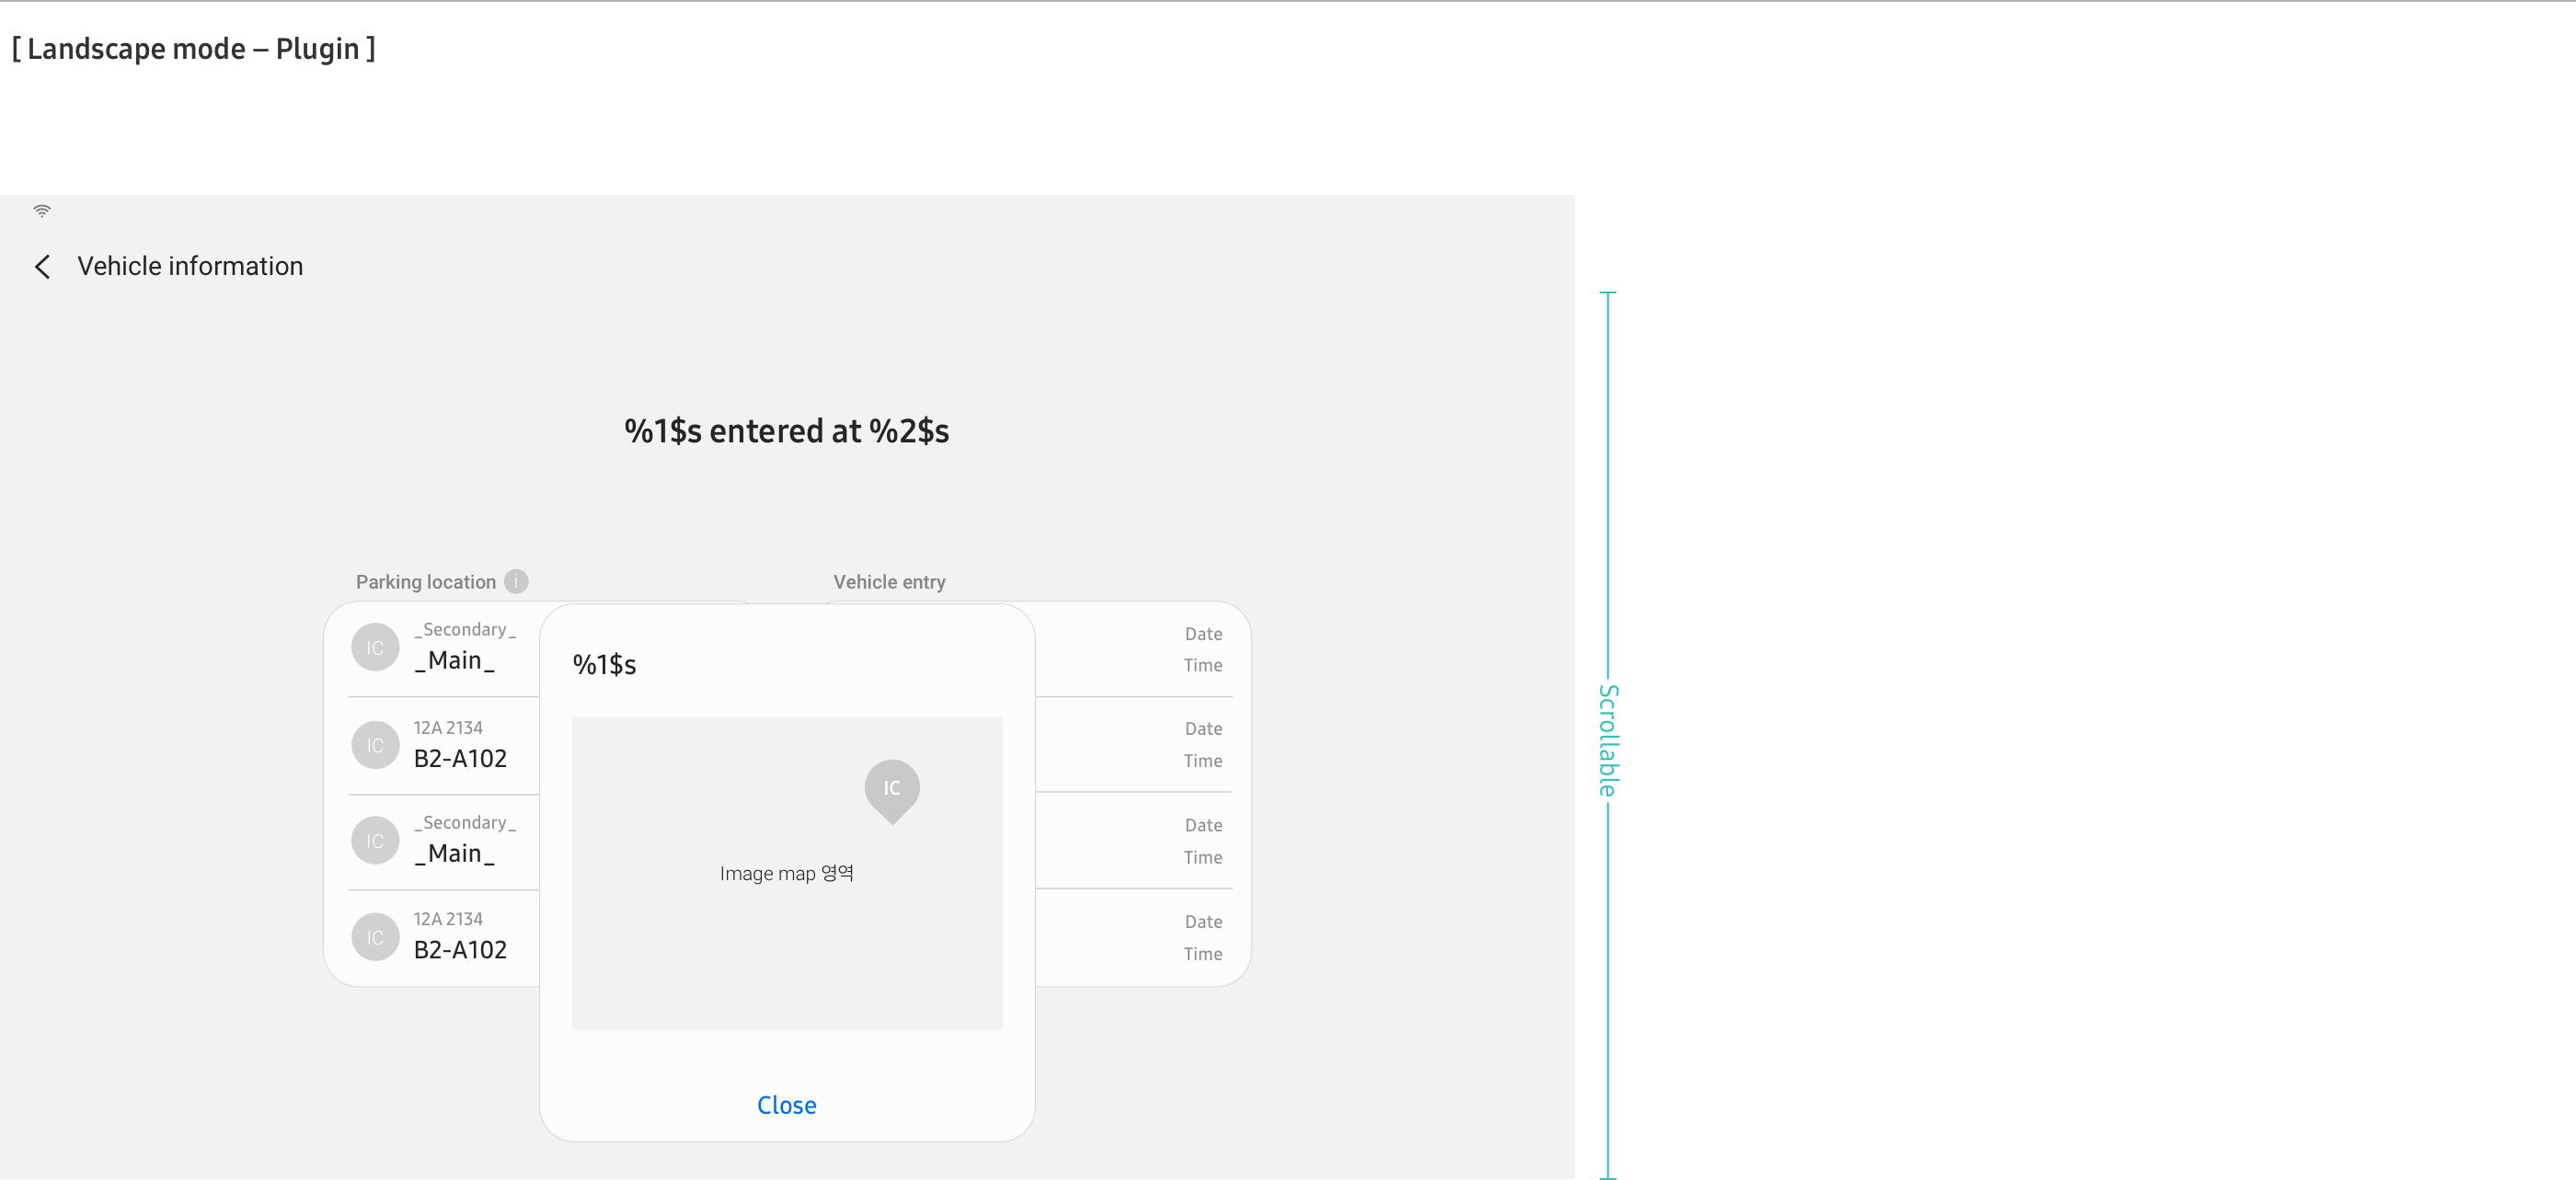 [ Landscape mode – Plugin ]
Vehicle information
%1$s entered at %2$s
Parking location i
Vehicle entry
IC
_Secondary_
_Main_
IC
12A 2134
B2-A102
IC
_Secondary_
_Main_
IC
12A 2134
B2-A102
%1$s
IC
Image map 영역
Close
Date
Time
Date
Time
Date
Time
Date
Time
Scrollable